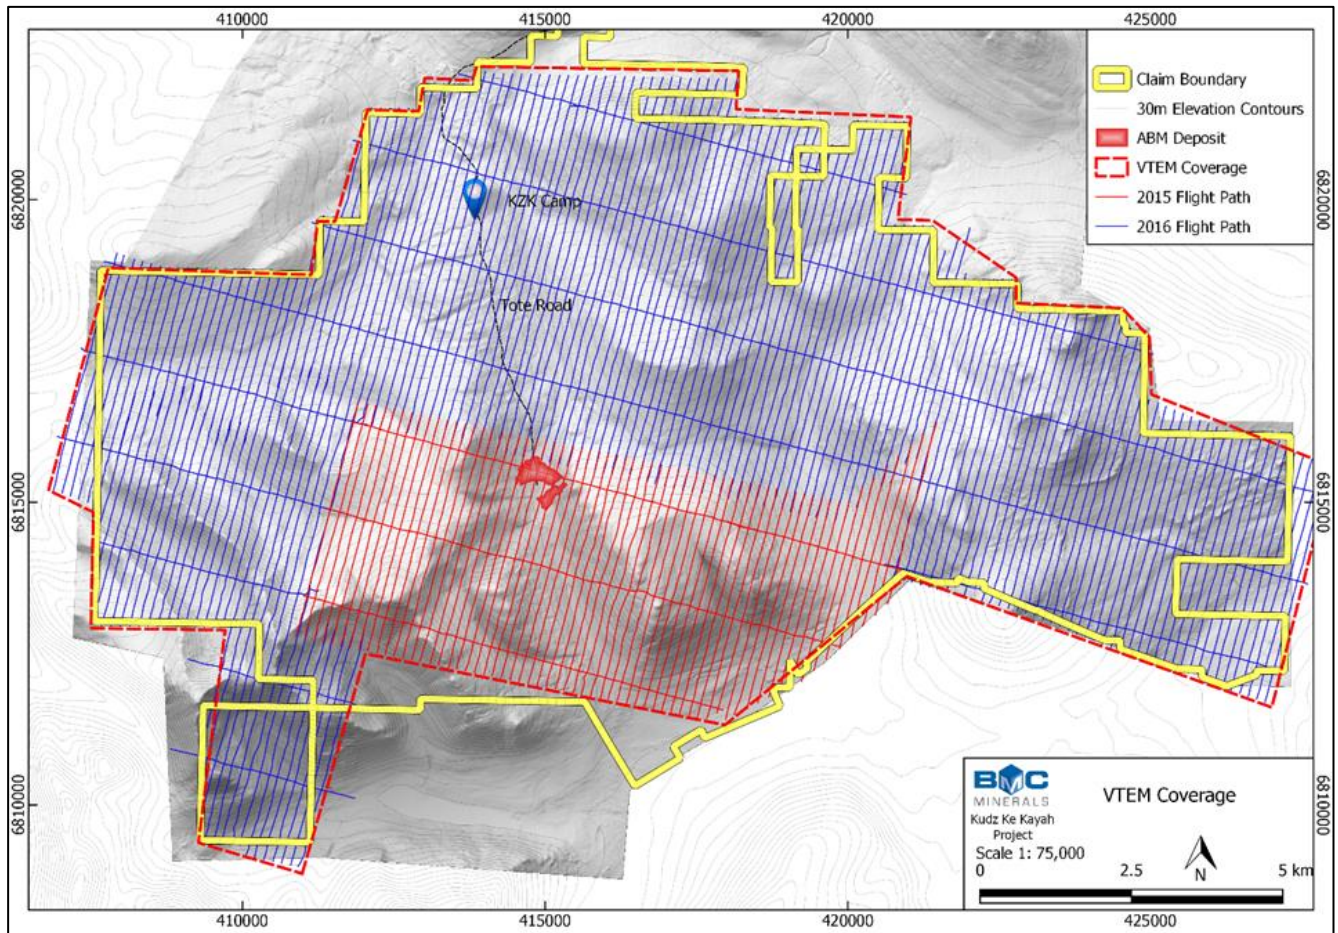 410000
415000
420000
425000
Claim Boundary
30m Elevation Contours
ABM Deposit
VTEM Coverage
2015 Flight Path
2016 Flight Path
6820000
6820000
KZK Camp
Tote Road
6815000
6815000
6810000
6810000
BMC
MINERALS
VTEM Coverage
Kudz Ke Kayah
Project
Scale 1: 75,000
0 2.5 5 km
N
410000
415000
420000
425000